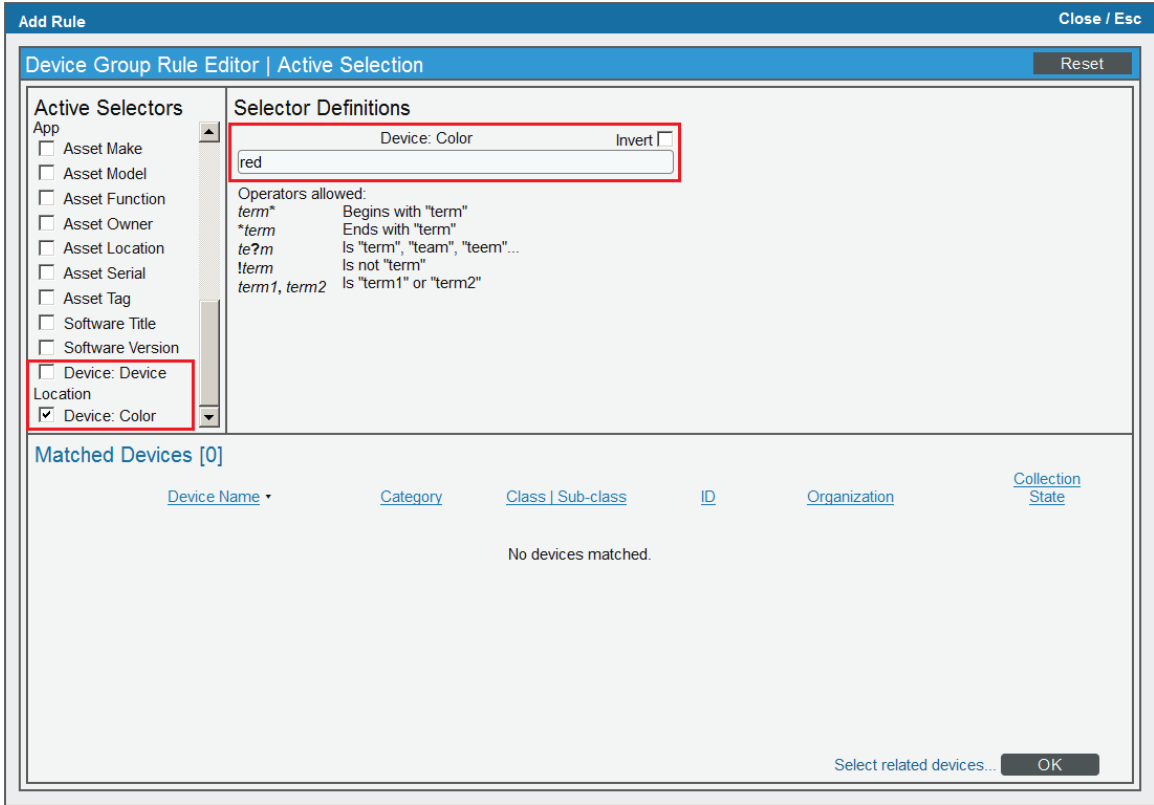 Add Rule
Close / Esc
Device Group Rule Editor | Active Selection
Reset
Active Selectors
App
Asset Make
Asset Model
Asset Function
Asset Owner
Asset Location
Asset Serial
Asset Tag
Software Title
Software Version
Device: Device
Location
Device: Color
Selector Definitions
Device: Color
Invert
red
Operators allowed:
term* Begins with "term"
*term Ends with "term"
te?m Is "term", "team", "teem"...
!term Is not "term"
term1, term2 Is "term1" or "term2"
Matched Devices [0]
Device Name Category Class | Sub-class ID Organization Collection State
No devices matched.
Select related devices...
OK